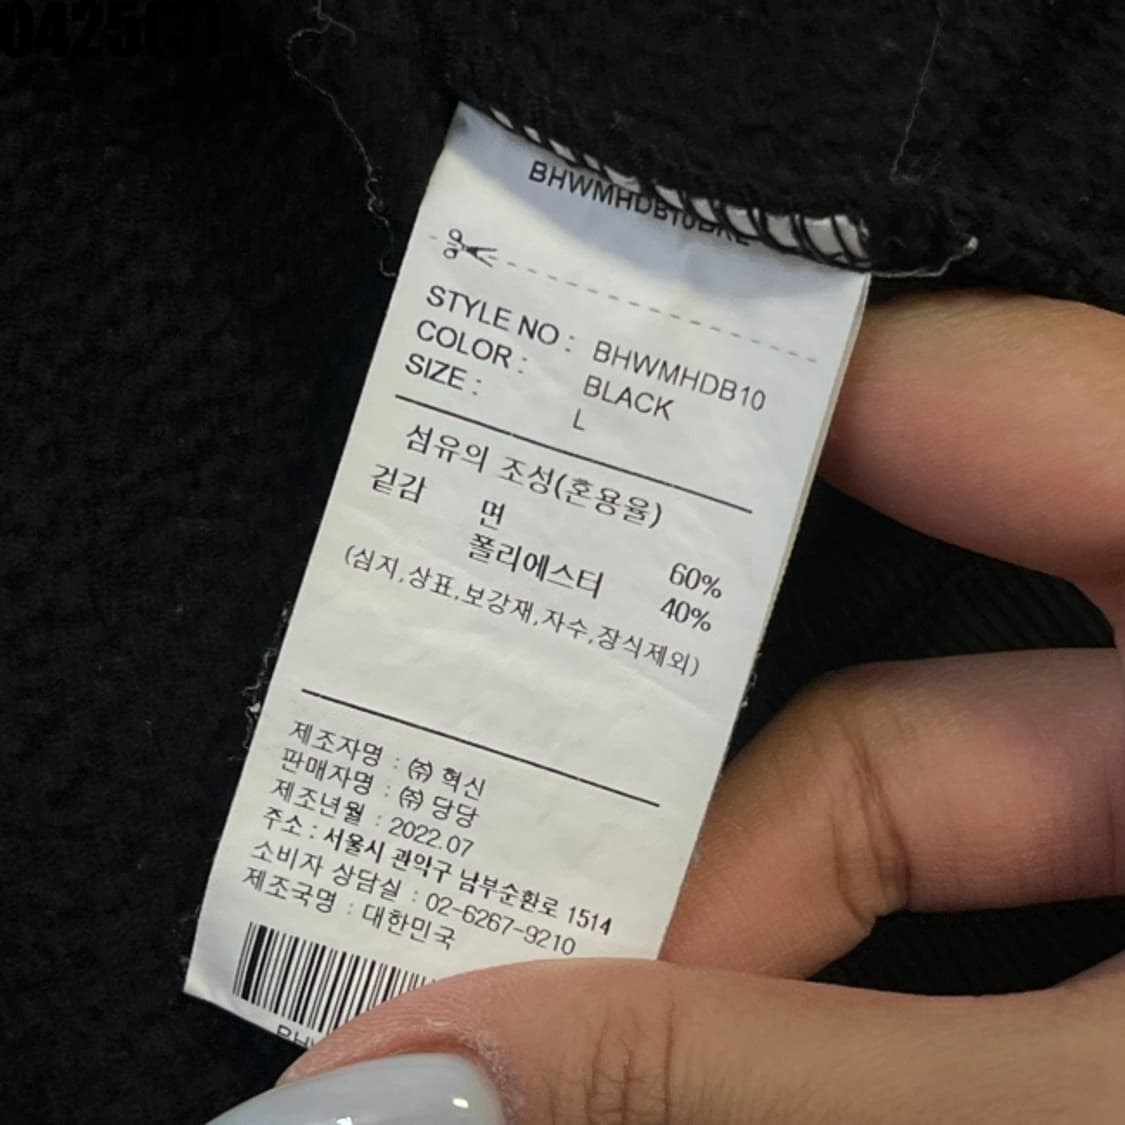 0425(3)
BHWMHDB10BKL
STYLE NO : BHWMHDB10
COLOR : BLACK
SIZE : L
섬유의 조성(혼용율)
겉감 면 60%
폴리에스터 40%
(심지,상표,보강재,자수,장식제외)
제조자명 : ㈜ 혁신
판매자명 : ㈜ 당당
제조년월 : 2022.07
주소 : 서울시 관악구 남부순환로 1514
소비자 상담실 : 02-6267-9210
제조국명 : 대한민국